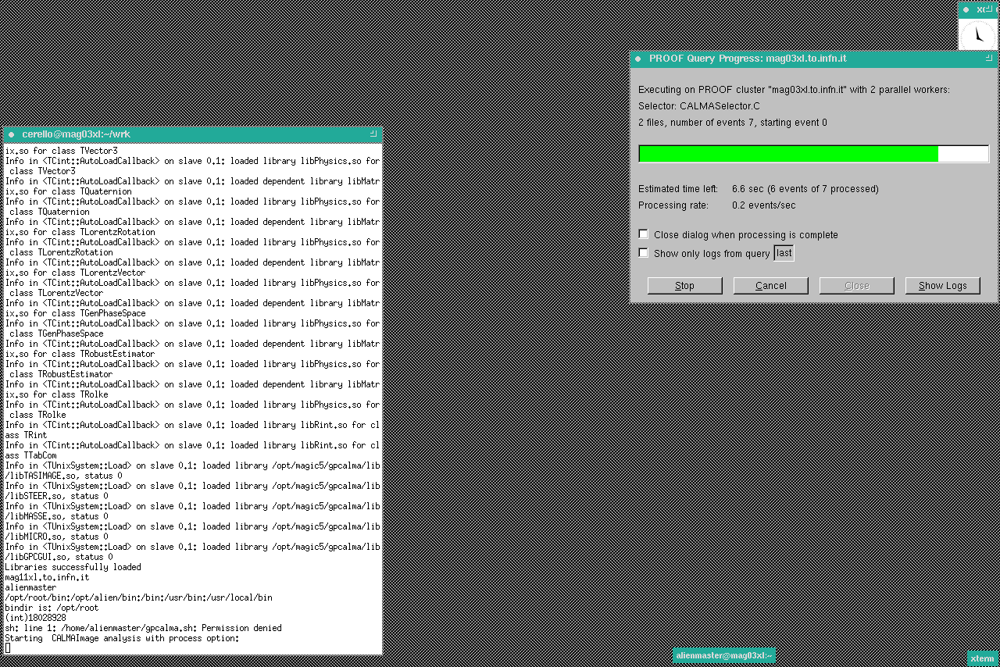 PROOF Query Progress: mag03xl.to.infn.it
Executing on PROOF cluster "mag03xl.to.infn.it" with 2 parallel workers:
Selector: CALMASelector.C
2 files, number of events 7, starting event 0
Estimated time left: 6.6 sec (6 events of 7 processed)
Processing rate: 0.2 events/sec
Close dialog when processing is complete
Show only logs from query last
Stop Cancel Close Show Logs
cerello@mag03xl:~/wrk
ix.so for class TVector3
Info in <TCint::AutoLoadCallback> on slave 0.1: loaded library libPhysics.so for
class TVector3
Info in <TCint::AutoLoadCallback> on slave 0.1: loaded dependent library libMatr
ix.so for class TQuaternion
Info in <TCint::AutoLoadCallback> on slave 0.1: loaded library libPhysics.so for
class TQuaternion
Info in <TCint::AutoLoadCallback> on slave 0.1: loaded dependent library libMatr
ix.so for class TLorentzRotation
Info in <TCint::AutoLoadCallback> on slave 0.1: loaded library libPhysics.so for
class TLorentzRotation
Info in <TCint::AutoLoadCallback> on slave 0.1: loaded dependent library libMatr
ix.so for class TLorentzVector
Info in <TCint::AutoLoadCallback> on slave 0.1: loaded library libPhysics.so for
class TLorentzVector
Info in <TCint::AutoLoadCallback> on slave 0.1: loaded dependent library libMatr
ix.so for class TGenPhaseSpace
Info in <TCint::AutoLoadCallback> on slave 0.1: loaded library libPhysics.so for
class TGenPhaseSpace
Info in <TCint::AutoLoadCallback> on slave 0.1: loaded dependent library libMatr
ix.so for class TRobustEstimator
Info in <TCint::AutoLoadCallback> on slave 0.1: loaded library libPhysics.so for
class TRobustEstimator
Info in <TCint::AutoLoadCallback> on slave 0.1: loaded dependent library libMatr
ix.so for class TRolke
Info in <TCint::AutoLoadCallback> on slave 0.1: loaded library libPhysics.so for
class TRolke
Info in <TCint::AutoLoadCallback> on slave 0.1: loaded library libRint.so for cl
ass TRint
Info in <TCint::AutoLoadCallback> on slave 0.1: loaded library libRint.so for cl
ass TTabCom
Info in <TUnixSystem::Load> on slave 0.1: loaded library /opt/magic5/gpcalma/lib
/libTASIMAGE.so, status 0
Info in <TUnixSystem::Load> on slave 0.1: loaded library /opt/magic5/gpcalma/lib
/libSTEER.so, status 0
Info in <TUnixSystem::Load> on slave 0.1: loaded library /opt/magic5/gpcalma/lib
/libMASSE.so, status 0
Info in <TUnixSystem::Load> on slave 0.1: loaded library /opt/magic5/gpcalma/lib
/libMICRO.so, status 0
Info in <TUnixSystem::Load> on slave 0.1: loaded library /opt/magic5/gpcalma/lib
/libGPCGUI.so, status 0
Libraries successfully loaded
mag11xl.to.infn.it
alienmaster
/opt/root/bin:/opt/alien/bin:/bin:/usr/bin:/usr/local/bin
bindir is: /opt/root
(int)18028928
sh: line 1: /home/alienmaster/gpcalma.sh: Permission denied
Starting  CALMAImage analysis with process option:
alienmaster@mag03xl:~
xterm